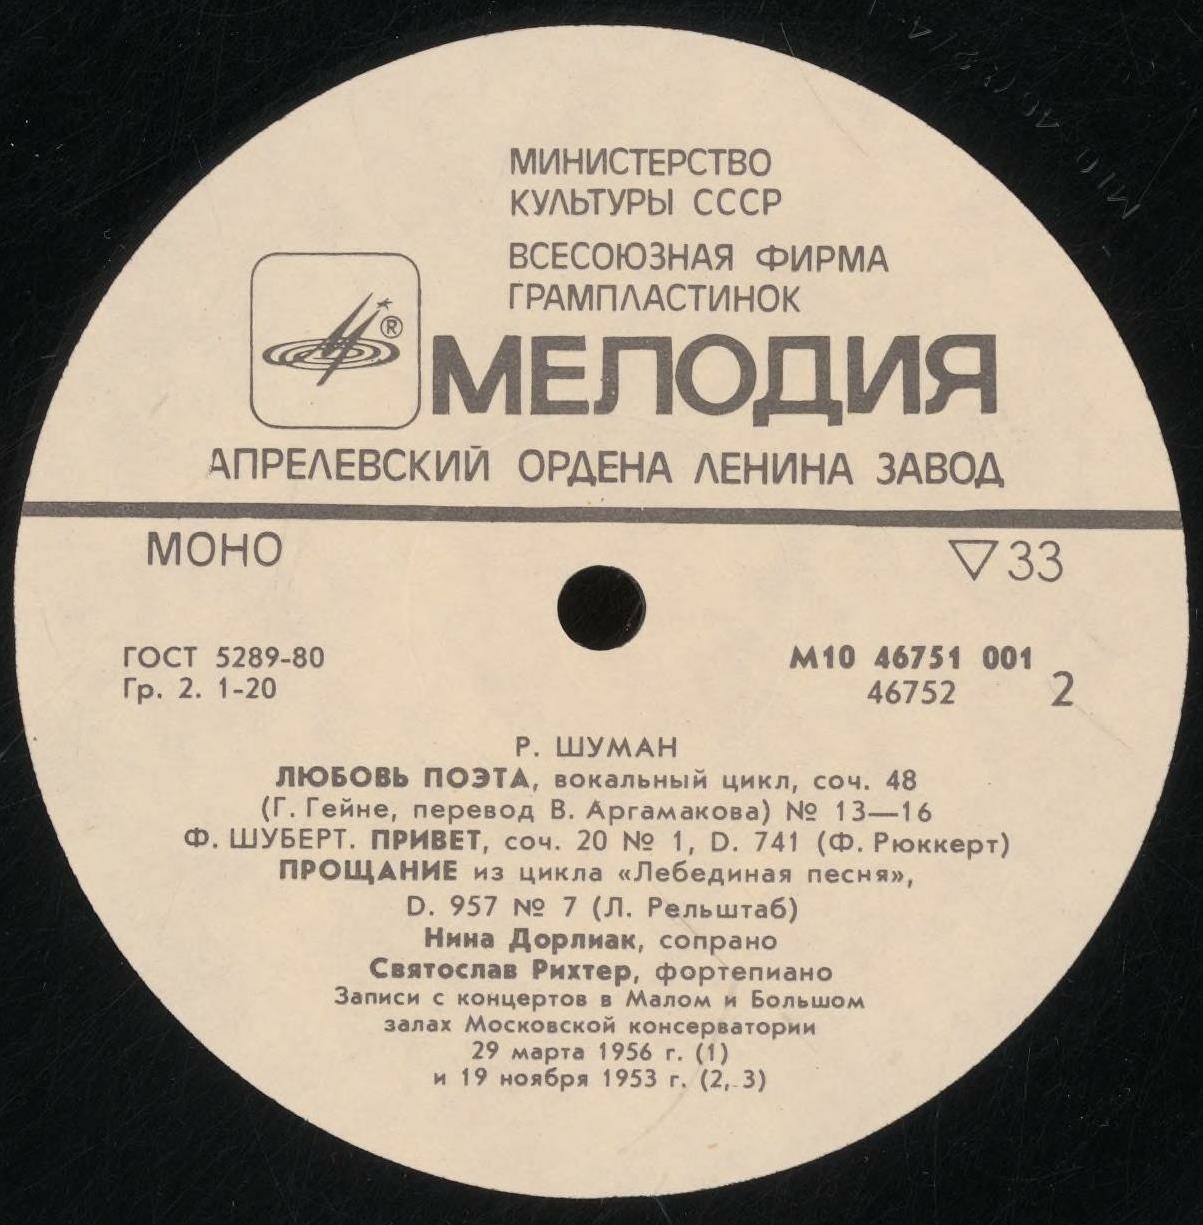 МИНИСТЕРСТВО
КУЛЬТУРЫ СССР
ВСЕСОЮЗНАЯ ФИРМА
ГРАМПЛАСТИНОК
®
МЕЛОДИЯ
АПРЕЛЕВСКИЙ ОРДЕНА ЛЕНИНА ЗАВОД
МОНО
▽33
ГОСТ 5289-80
Гр. 2. 1-20
М10 46751 001
46752 2
Р. ШУМАН
ЛЮБОВЬ ПОЭТА, вокальный цикл, соч. 48
(Г. Гейне, перевод В. Аргамакова) № 13—16
Ф. ШУБЕРТ. ПРИВЕТ, соч. 20 № 1, D. 741 (Ф. Рюккерт)
ПРОЩАНИЕ из цикла «Лебединая песня»,
D. 957 № 7 (Л. Рельштаб)
Нина Дорлиак, сопрано
Святослав Рихтер, фортепиано
Записи с концертов в Малом и Большом
залах Московской консерватории
29 марта 1956 г. (1)
и 19 ноября 1953 г. (2, 3)